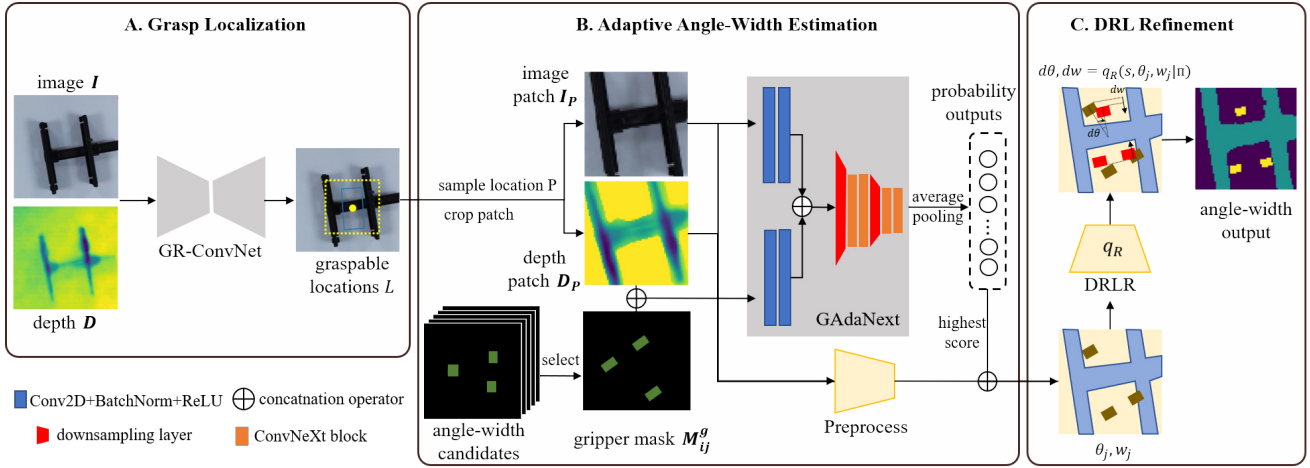 A. Grasp Localization
image I
depth D
GR-ConvNet
graspable
locations L
Conv2D+BatchNorm+ReLU
concatnation operator
downsampling layer
ConvNeXt block
B. Adaptive Angle-Width Estimation
sample location P
crop patch
image
patch I_P
depth
patch D_P
angle-width
candidates
select
gripper mask M^g_ij
GAdaNext
Preprocess
average
pooling
probability
outputs
highest
score
C. DRL Refinement
dθ, dw = q_R(s, θ_j, w_j|π)
dw
dθ
angle-width
output
q_R
DRLR
θ_j, w_j